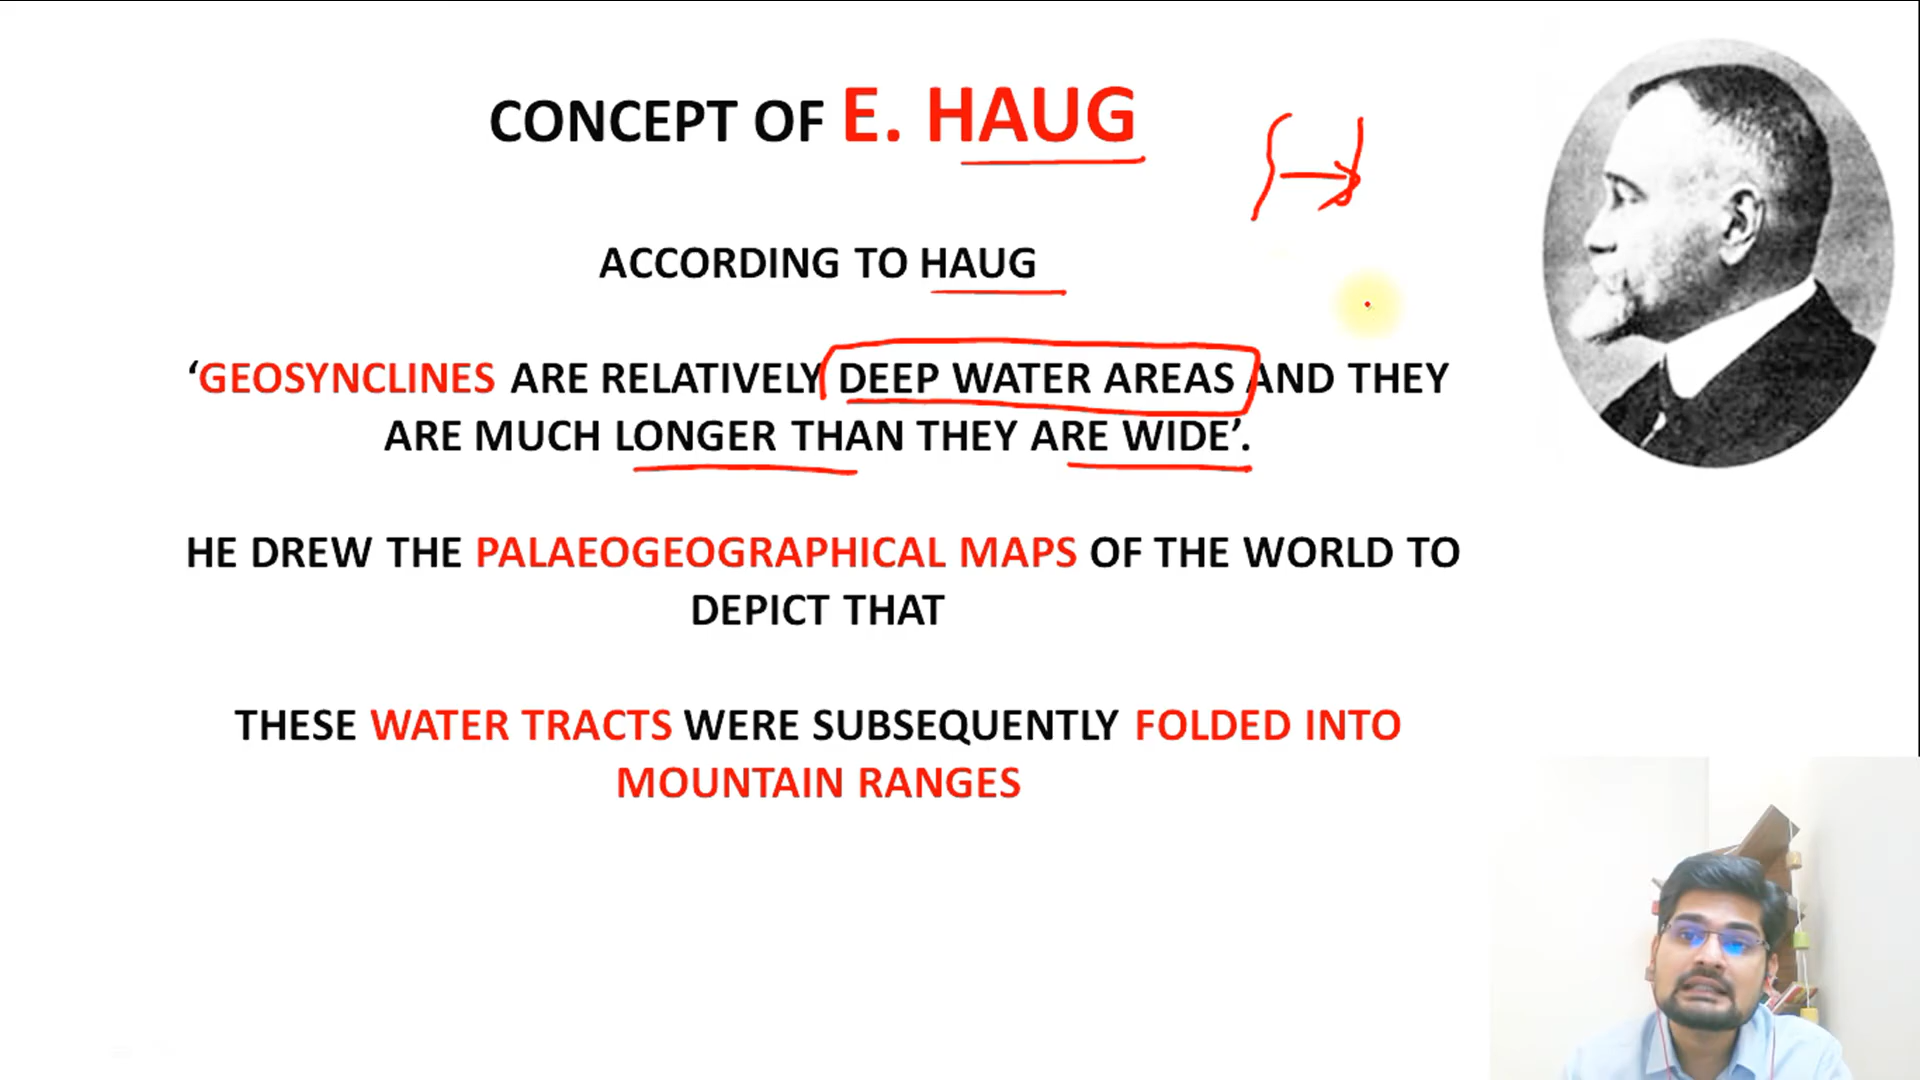 CONCEPT OF E. HAUG
ACCORDING TO HAUG
‘GEOSYNCLINES ARE RELATIVELY DEEP WATER AREAS AND THEY
ARE MUCH LONGER THAN THEY ARE WIDE’.
HE DREW THE PALAEOGEOGRAPHICAL MAPS OF THE WORLD TO
DEPICT THAT
THESE WATER TRACTS WERE SUBSEQUENTLY FOLDED INTO
MOUNTAIN RANGES